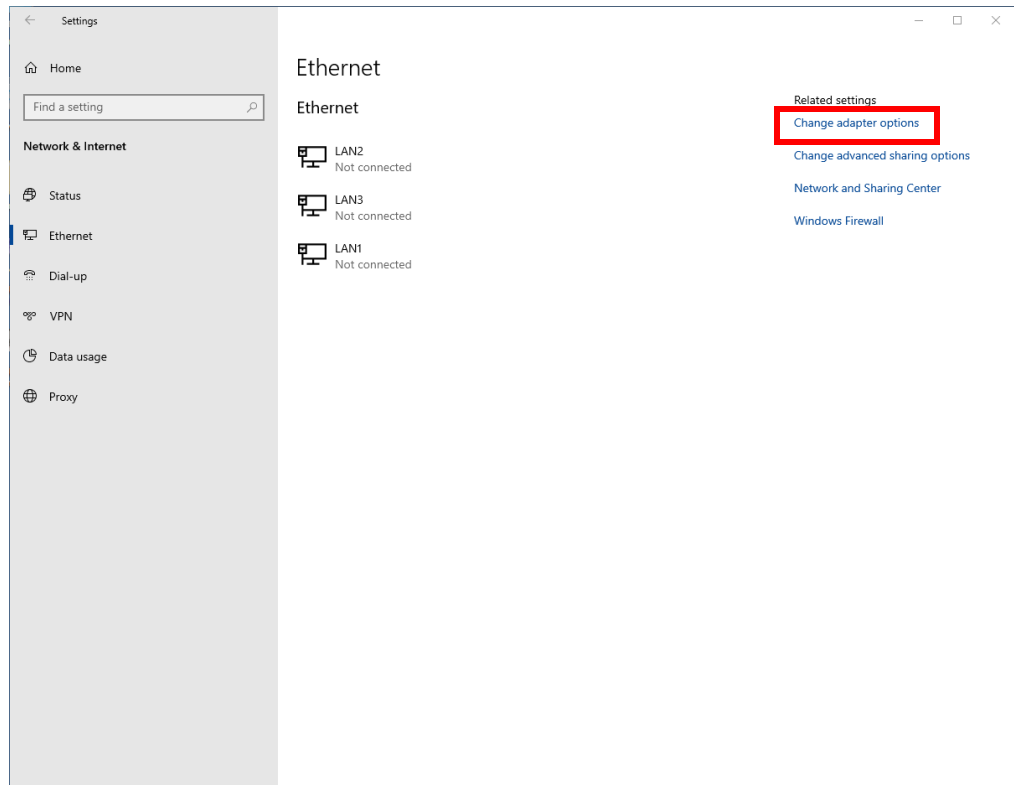 Settings
Home
Find a setting
Network & Internet
Status
Ethernet
Dial-up
VPN
Data usage
Proxy
Ethernet
Ethernet
LAN2
Not connected
LAN3
Not connected
LAN1
Not connected
Related settings
Change adapter options
Change advanced sharing options
Network and Sharing Center
Windows Firewall